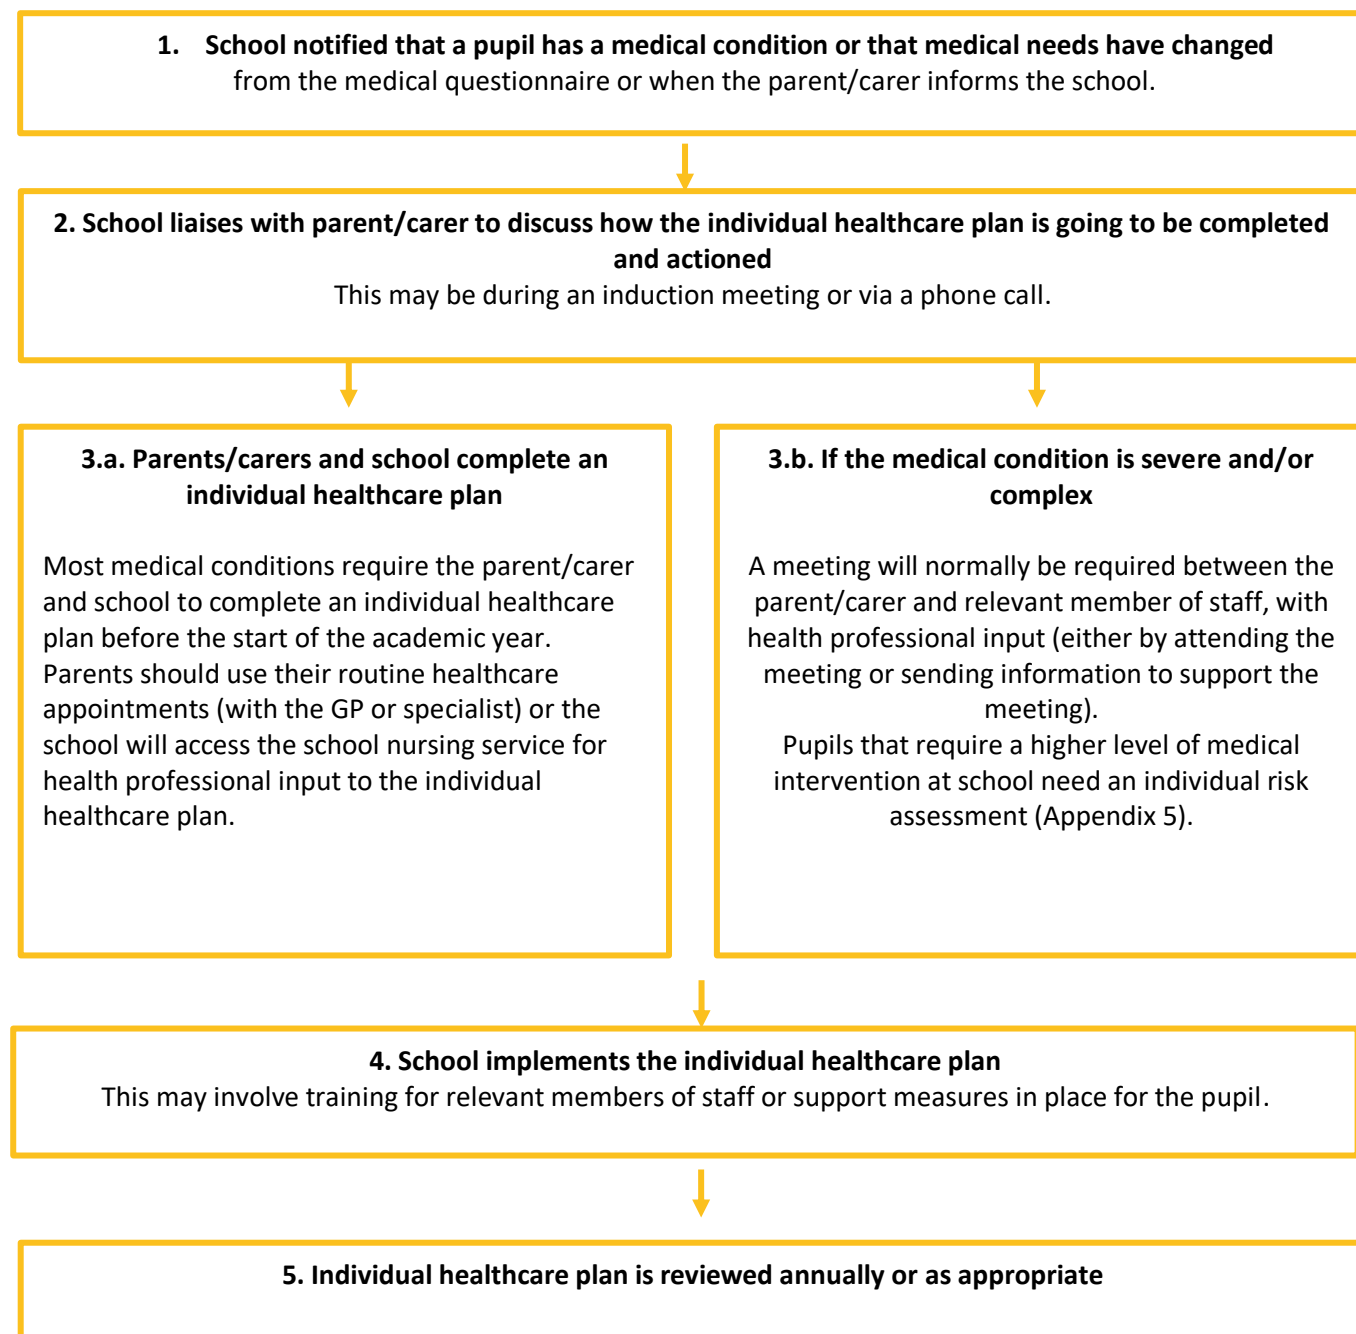 1. School notified that a pupil has a medical condition or that medical needs have changed
from the medical questionnaire or when the parent/carer informs the school.
2. School liaises with parent/carer to discuss how the individual healthcare plan is going to be completed
and actioned
This may be during an induction meeting or via a phone call.
3.a. Parents/carers and school complete an
individual healthcare plan
Most medical conditions require the parent/carer
and school to complete an individual healthcare
plan before the start of the academic year.
Parents should use their routine healthcare
appointments (with the GP or specialist) or the
school will access the school nursing service for
health professional input to the individual
healthcare plan.
3.b. If the medical condition is severe and/or
complex
A meeting will normally be required between the
parent/carer and relevant member of staff, with
health professional input (either by attending the
meeting or sending information to support the
meeting).
Pupils that require a higher level of medical
intervention at school need an individual risk
assessment (Appendix 5).
4. School implements the individual healthcare plan
This may involve training for relevant members of staff or support measures in place for the pupil.
5. Individual healthcare plan is reviewed annually or as appropriate